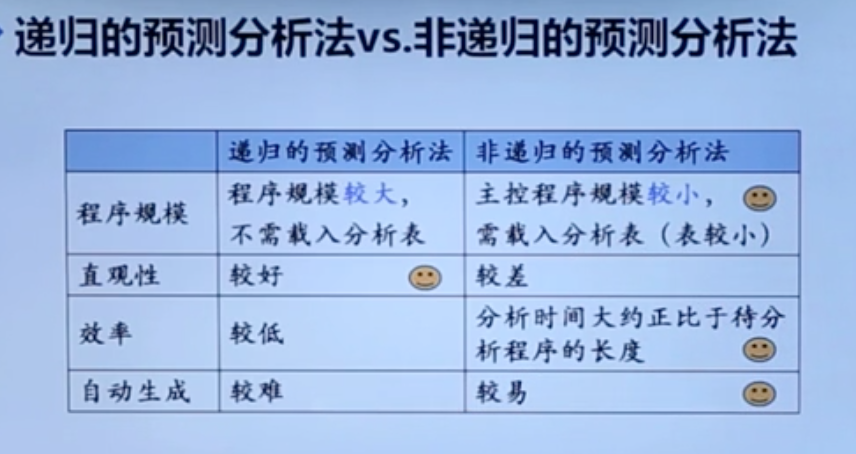 递归的预测分析法vs.非递归的预测分析法
递归的预测分析法 非递归的预测分析法
程序规模 程序规模较大， 不需载入分析表 主控程序规模较小， 需载入分析表（表较小）
直观性 较好 较差
效率 较低 分析时间大约正比于待分 析程序的长度
自动生成 较难 较易